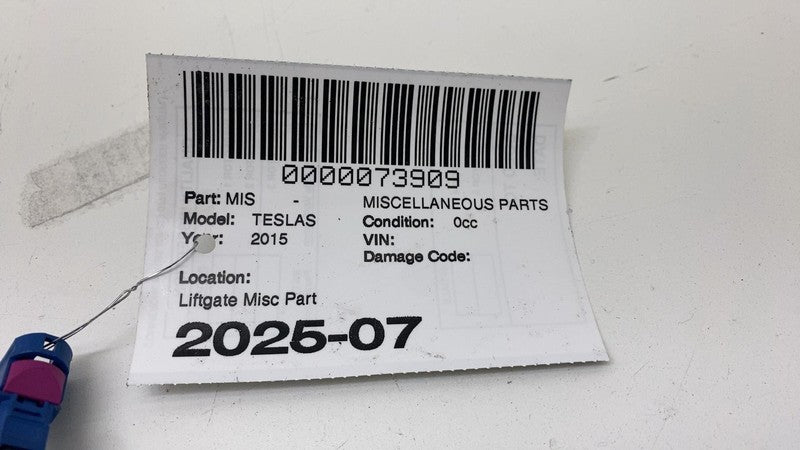 0000073909
Part: MIS - MISCELLANEOUS PARTS
Model: TESLAS Condition: 0cc
Year: 2015 VIN:
Damage Code:
Location:
Liftgate Misc Part
2025-07